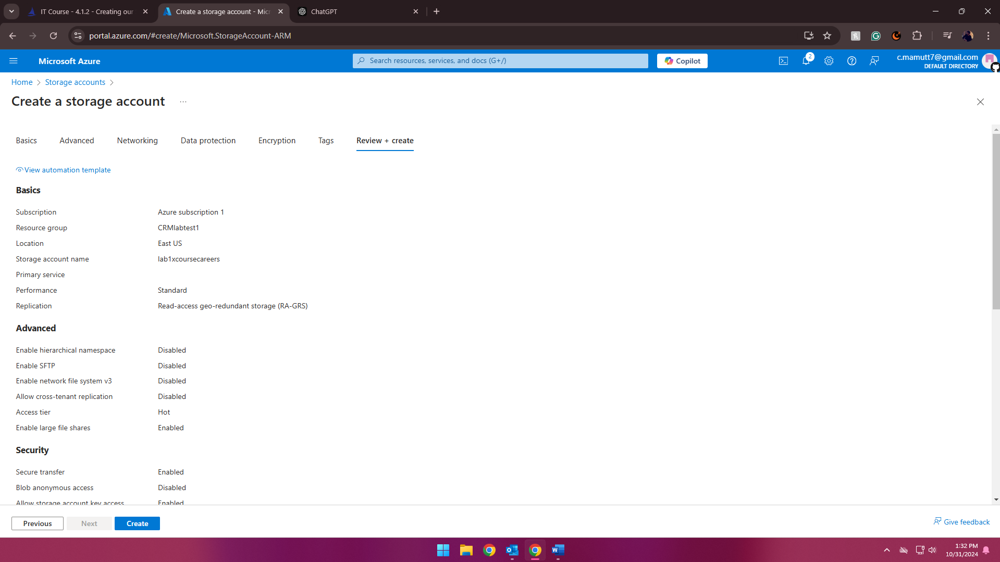 IT Course - 4.1.2 - Creating our
Create a storage account - Micr
ChatGPT
portal.azure.com/#create/Microsoft.StorageAccount-ARM
Microsoft Azure
Search resources, services, and docs (G+/)
Copilot
2
c.mamutt7@gmail.com
DEFAULT DIRECTORY
Home > Storage accounts >
Create a storage account ...
Basics Advanced Networking Data protection Encryption Tags Review + create
View automation template
Basics
Subscription Azure subscription 1
Resource group CRMlabtest1
Location East US
Storage account name lab1xcoursecareers
Primary service
Performance Standard
Replication Read-access geo-redundant storage (RA-GRS)
Advanced
Enable hierarchical namespace Disabled
Enable SFTP Disabled
Enable network file system v3 Disabled
Allow cross-tenant replication Disabled
Access tier Hot
Enable large file shares Enabled
Security
Secure transfer Enabled
Blob anonymous access Disabled
Allow storage account key access Enabled
Previous Next Create
Give feedback
1:32 PM
10/31/2024